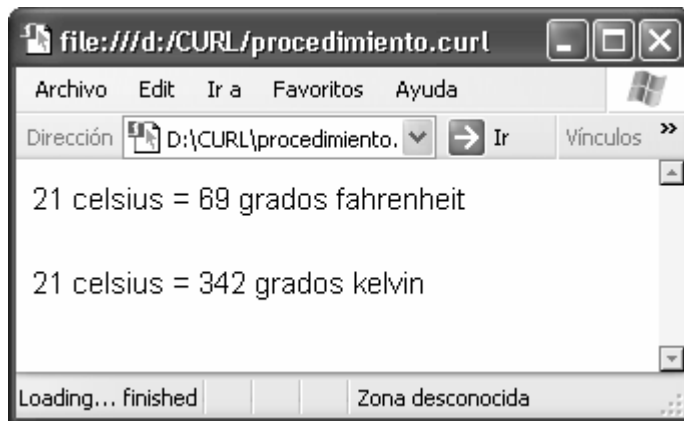 file:///d:/CURL/procedimiento.curl
Archivo Edit Ir a Favoritos Ayuda
Dirección D:\CURL\procedimiento. Ir Vínculos »
21 celsius = 69 grados fahrenheit
21 celsius = 342 grados kelvin
Loading... finished Zona desconocida